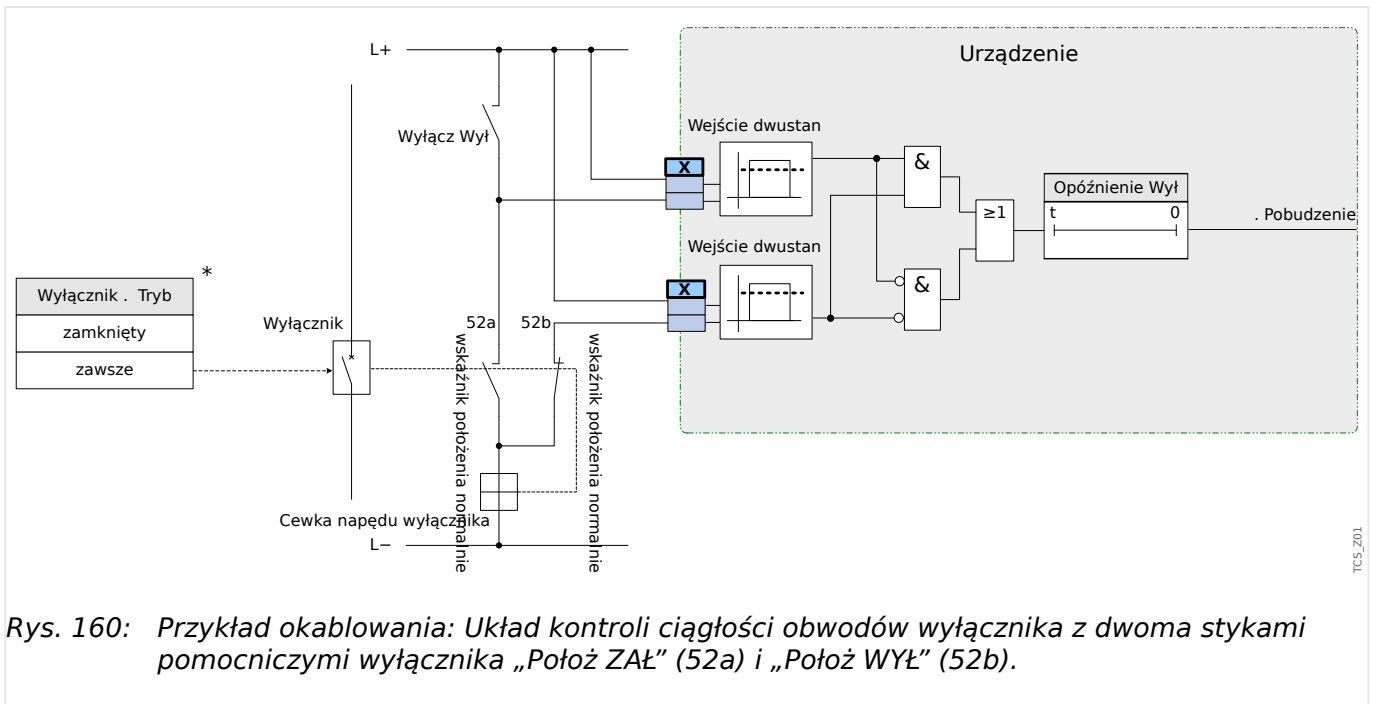 L+
Urządzenie
Wyłącz Wył
Wejście dwustan
X
&
Opóźnienie Wył
t 0
≥1
. Pobudzenie
Wejście dwustan
X
&
*
Wyłącznik . Tryb
zamknięty
zawsze
Wyłącznik
52a
52b
wskaźnik położenia normalnie
wskaźnik położenia normalnie
Cewka napędu wyłącznika
L−
TCS_Z01
Rys. 160: Przykład okablowania: Układ kontroli ciągłości obwodów wyłącznika z dwoma stykami
pomocniczymi wyłącznika „Położ ZAŁ” (52a) i „Położ WYŁ” (52b).